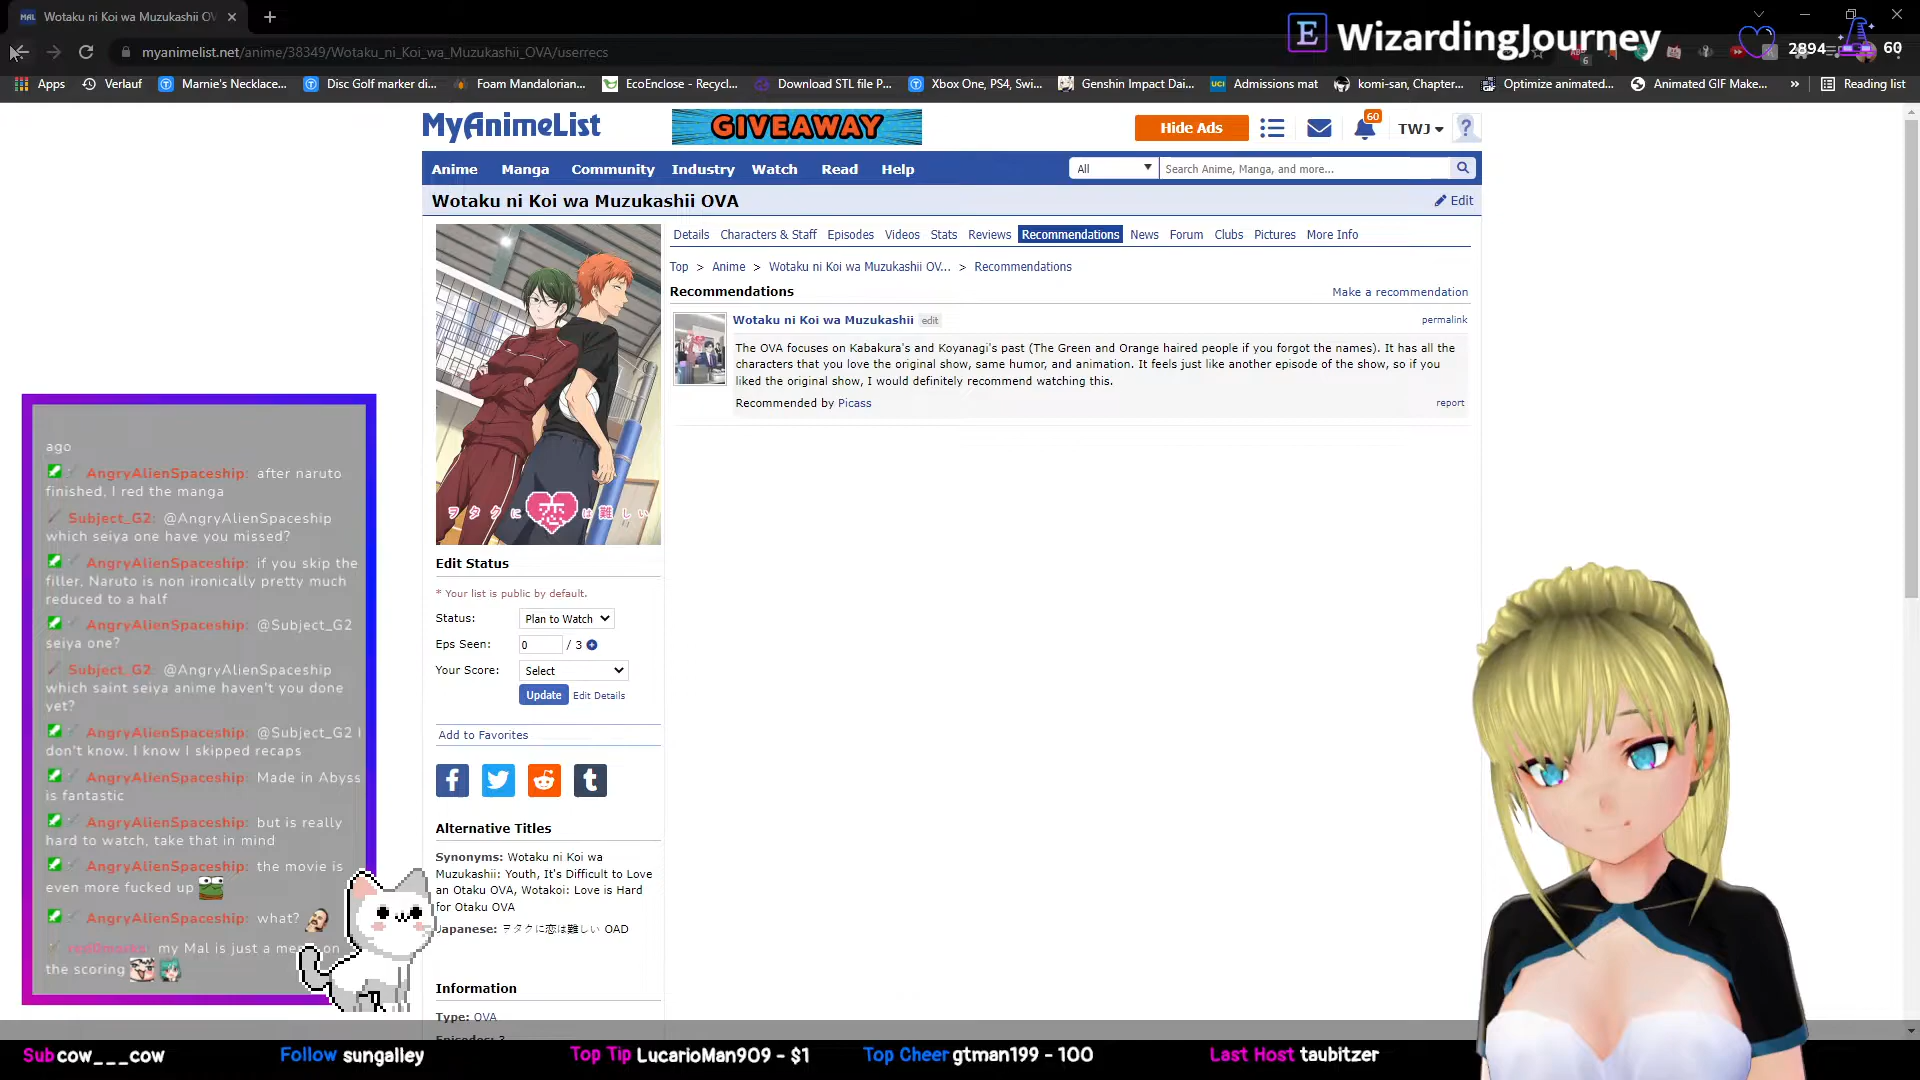 Wotaku ni Koi wa Muzukashii OV
WizardingJourney
2894
60
myanimelist.net/anime/38349/Wotaku_ni_Koi_wa_Muzukashii_OVA/userrecs
Apps Verlauf Marnie's Necklace... Disc Golf marker di... Foam Mandalorian... EcoEnclose - Recycl... Download STL file P... Xbox One, PS4, Swi... Genshin Impact Dai... UCI Admissions mat komi-san, Chapter... Optimize animated... Animated GIF Make... » Reading list
MyAnimeList
GIVEAWAY
Hide Ads
60
TWJ
Anime Manga Community Industry Watch Read Help
All
Search Anime, Manga, and more...
Wotaku ni Koi wa Muzukashii OVA
Edit
Details Characters & Staff Episodes Videos Stats Reviews Recommendations News Forum Clubs Pictures More Info
Top > Anime > Wotaku ni Koi wa Muzukashii OV... > Recommendations
Recommendations
Make a recommendation
Wotaku ni Koi wa Muzukashii edit
permalink
The OVA focuses on Kabakura's and Koyanagi's past (The Green and Orange haired people if you forgot the names). It has all the
characters that you love the original show, same humor, and animation. It feels just like another episode of the show, so if you
liked the original show, I would definitely recommend watching this.
Recommended by Picass
report
ヲタクに恋は難しい
Edit Status
* Your list is public by default.
Status: Plan to Watch
Eps Seen: 0 / 3
Your Score: Select
Update Edit Details
Add to Favorites
Alternative Titles
Synonyms: Wotaku ni Koi wa
Muzukashii: Youth, It's Difficult to Love
an Otaku OVA, Wotakoi: Love is Hard
for Otaku OVA
Japanese: ヲタクに恋は難しい OAD
Information
Type: OVA
ago
AngryAlienSpaceship: after naruto
finished, I red the manga
Subject_G2: @AngryAlienSpaceship
which seiya one have you missed?
AngryAlienSpaceship: if you skip the
filler, Naruto is non ironically pretty much
reduced to a half
AngryAlienSpaceship: @Subject_G2
seiya one?
Subject_G2: @AngryAlienSpaceship
which saint seiya anime haven't you done
yet?
AngryAlienSpaceship: @Subject_G2 I
don't know, I know I skipped recaps
AngryAlienSpaceship: Made in Abyss
is fantastic
AngryAlienSpaceship: but is really
hard to watch, take that in mind
AngryAlienSpaceship: the movie is
even more fucked up
AngryAlienSpaceship: what?
my Mal is just a on
the scoring
Sub cow___cow
Follow sungalley
Top Tip LucarioMan909 - $1
Top Cheer gtman199 - 100
Last Host taubitzer